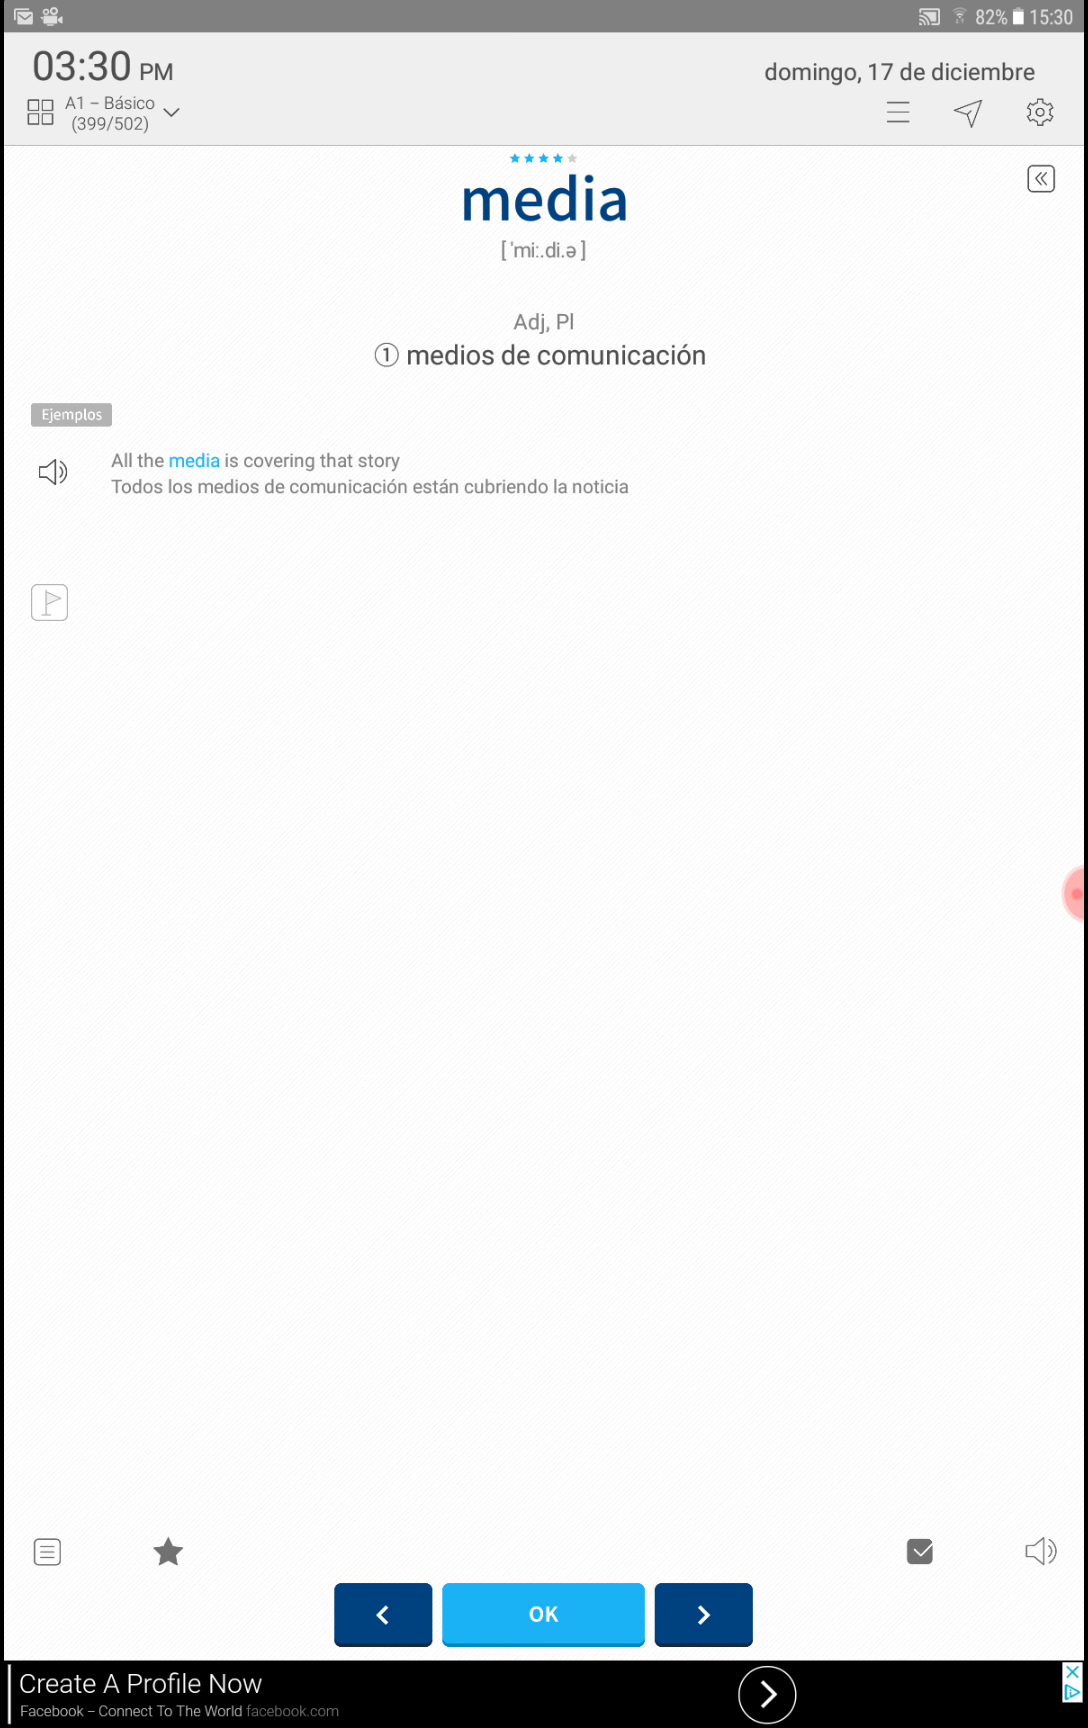 82% 15:30
03:30 PM
domingo, 17 de diciembre
A1 – Básico
(399/502)
media
[ ˈmiː.di.ə ]
Adj, Pl
① medios de comunicación
Ejemplos
All the media is covering that story
Todos los medios de comunicación están cubriendo la noticia
OK
Create A Profile Now
Facebook – Connect To The World facebook.com